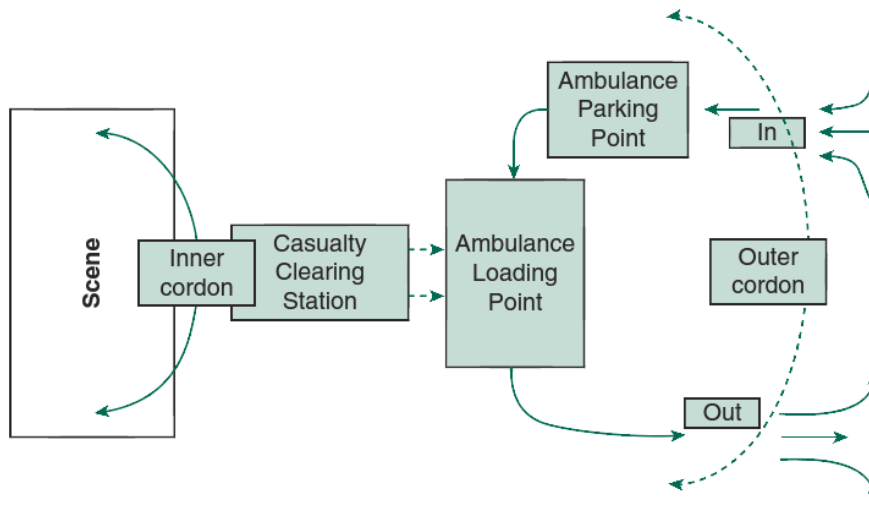 Scene
Inner
cordon
Casualty
Clearing
Station
Ambulance
Loading
Point
Ambulance
Parking
Point
In
Outer
cordon
Out